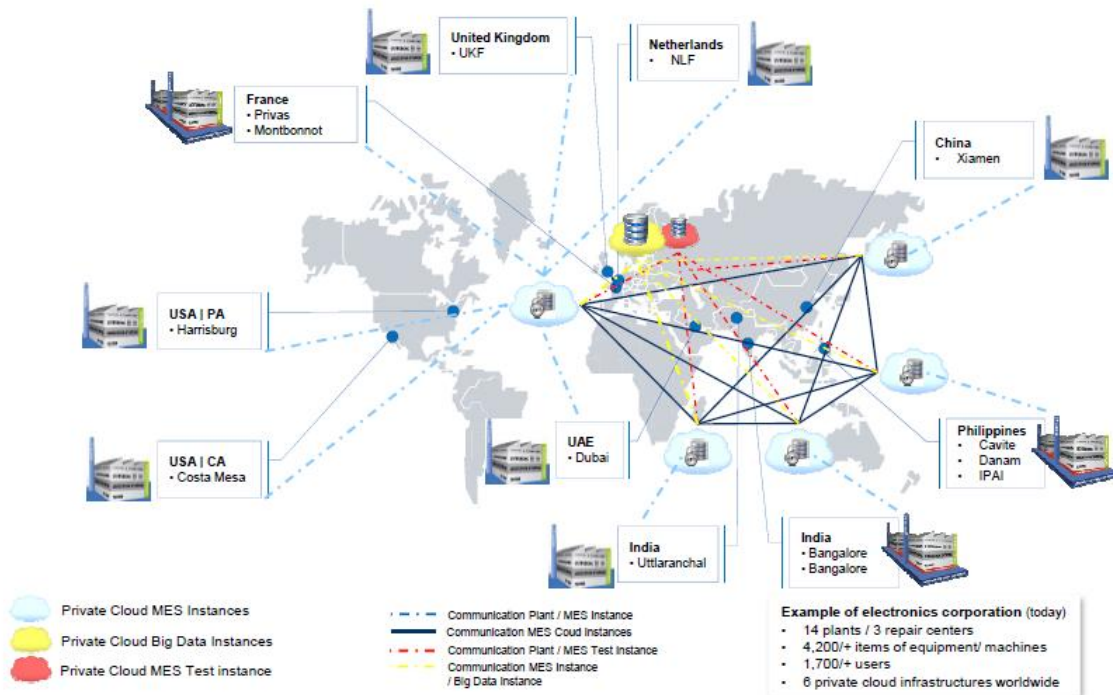 United Kingdom
• UKF
Netherlands
• NLF
France
• Privas
• Montbonnot
China
• Xiamen
USA | PA
• Harrisburg
USA | CA
• Costa Mesa
UAE
• Dubai
Philippines
• Cavite
• Danam
• IPAI
India
• Uttlaranchal
India
• Bangalore
• Bangalore
Private Cloud MES Instances
Private Cloud Big Data Instances
Private Cloud MES Test instance
Communication Plant / MES Instance
Communication MES Coud Instances
Communication Plant / MES Test Instance
Communication MES Instance
/ Big Data Instance
Example of electronics corporation (today)
• 14 plants / 3 repair centers
• 4,200/+ items of equipment/ machines
• 1,700/+ users
• 6 private cloud infrastructures worldwide